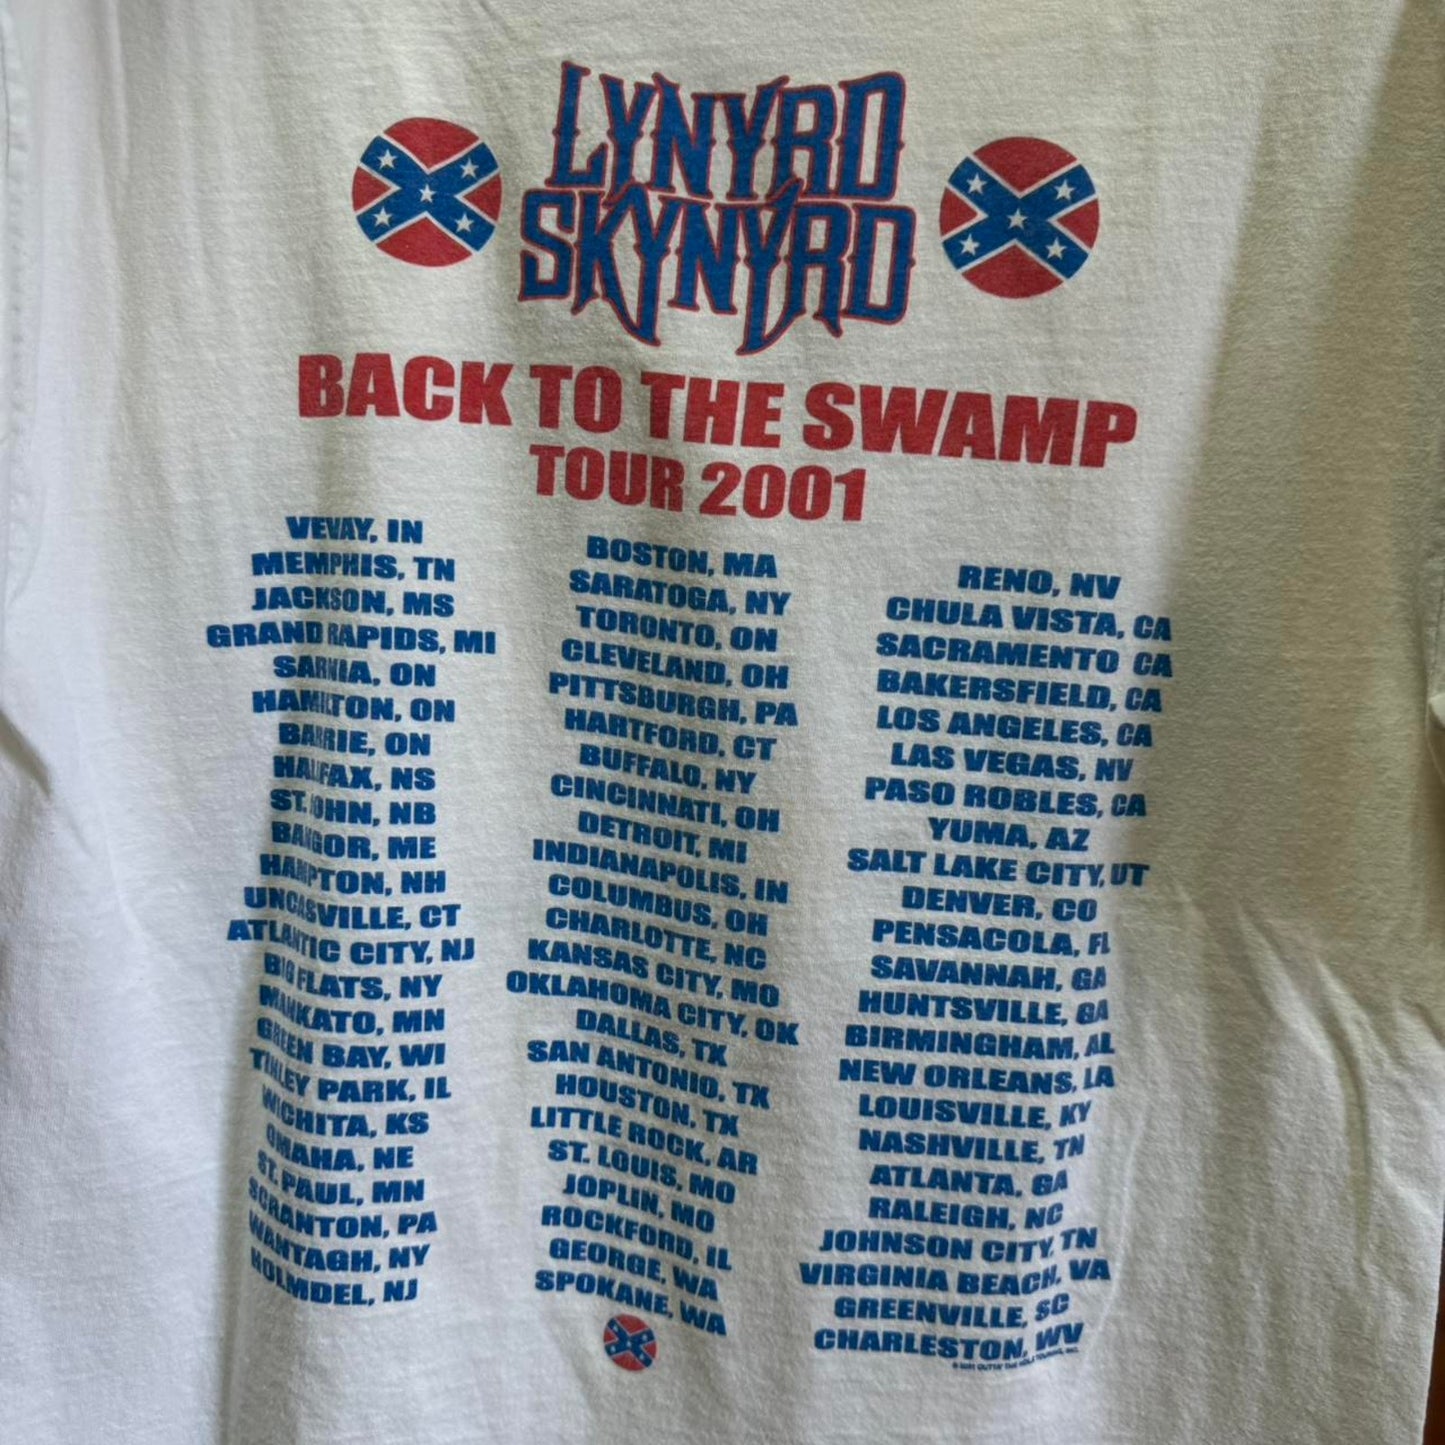 LYNYRD
SKYNYRD
BACK TO THE SWAMP
TOUR 2001
VEVAY, IN
MEMPHIS, TN
JACKSON, MS
GRAND RAPIDS, MI
SARNIA, ON
HAMILTON, ON
BARRIE, ON
HALIFAX, NS
ST. JOHN, NB
BANGOR, ME
HAMPTON, NH
UNCASVILLE, CT
ATLANTIC CITY, NJ
BIG FLATS, NY
MANKATO, MN
GREEN BAY, WI
TINLEY PARK, IL
WICHITA, KS
OMAHA, NE
ST. PAUL, MN
SCRANTON, PA
WANTAGH, NY
HOLMDEL, NJ
BOSTON, MA
SARATOGA, NY
TORONTO, ON
CLEVELAND, OH
PITTSBURGH, PA
HARTFORD, CT
BUFFALO, NY
CINCINNATI, OH
DETROIT, MI
INDIANAPOLIS, IN
COLUMBUS, OH
CHARLOTTE, NC
KANSAS CITY, MO
OKLAHOMA CITY, OK
DALLAS, TX
SAN ANTONIO, TX
HOUSTON, TX
LITTLE ROCK, AR
ST. LOUIS, MO
JOPLIN, MO
ROCKFORD, IL
GEORGE, WA
SPOKANE, WA
RENO, NV
CHULA VISTA, CA
SACRAMENTO CA
BAKERSFIELD, CA
LOS ANGELES, CA
LAS VEGAS, NV
PASO ROBLES, CA
YUMA, AZ
SALT LAKE CITY, UT
DENVER, CO
PENSACOLA, FL
SAVANNAH, GA
HUNTSVILLE, GA
BIRMINGHAM, AL
NEW ORLEANS, LA
LOUISVILLE, KY
NASHVILLE, TN
ATLANTA, GA
RALEIGH, NC
JOHNSON CITY, TN
VIRGINIA BEACH, VA
GREENVILLE, SC
CHARLESTON, WV
© 2001 OUTTA' THE HOLE TOURING, INC.